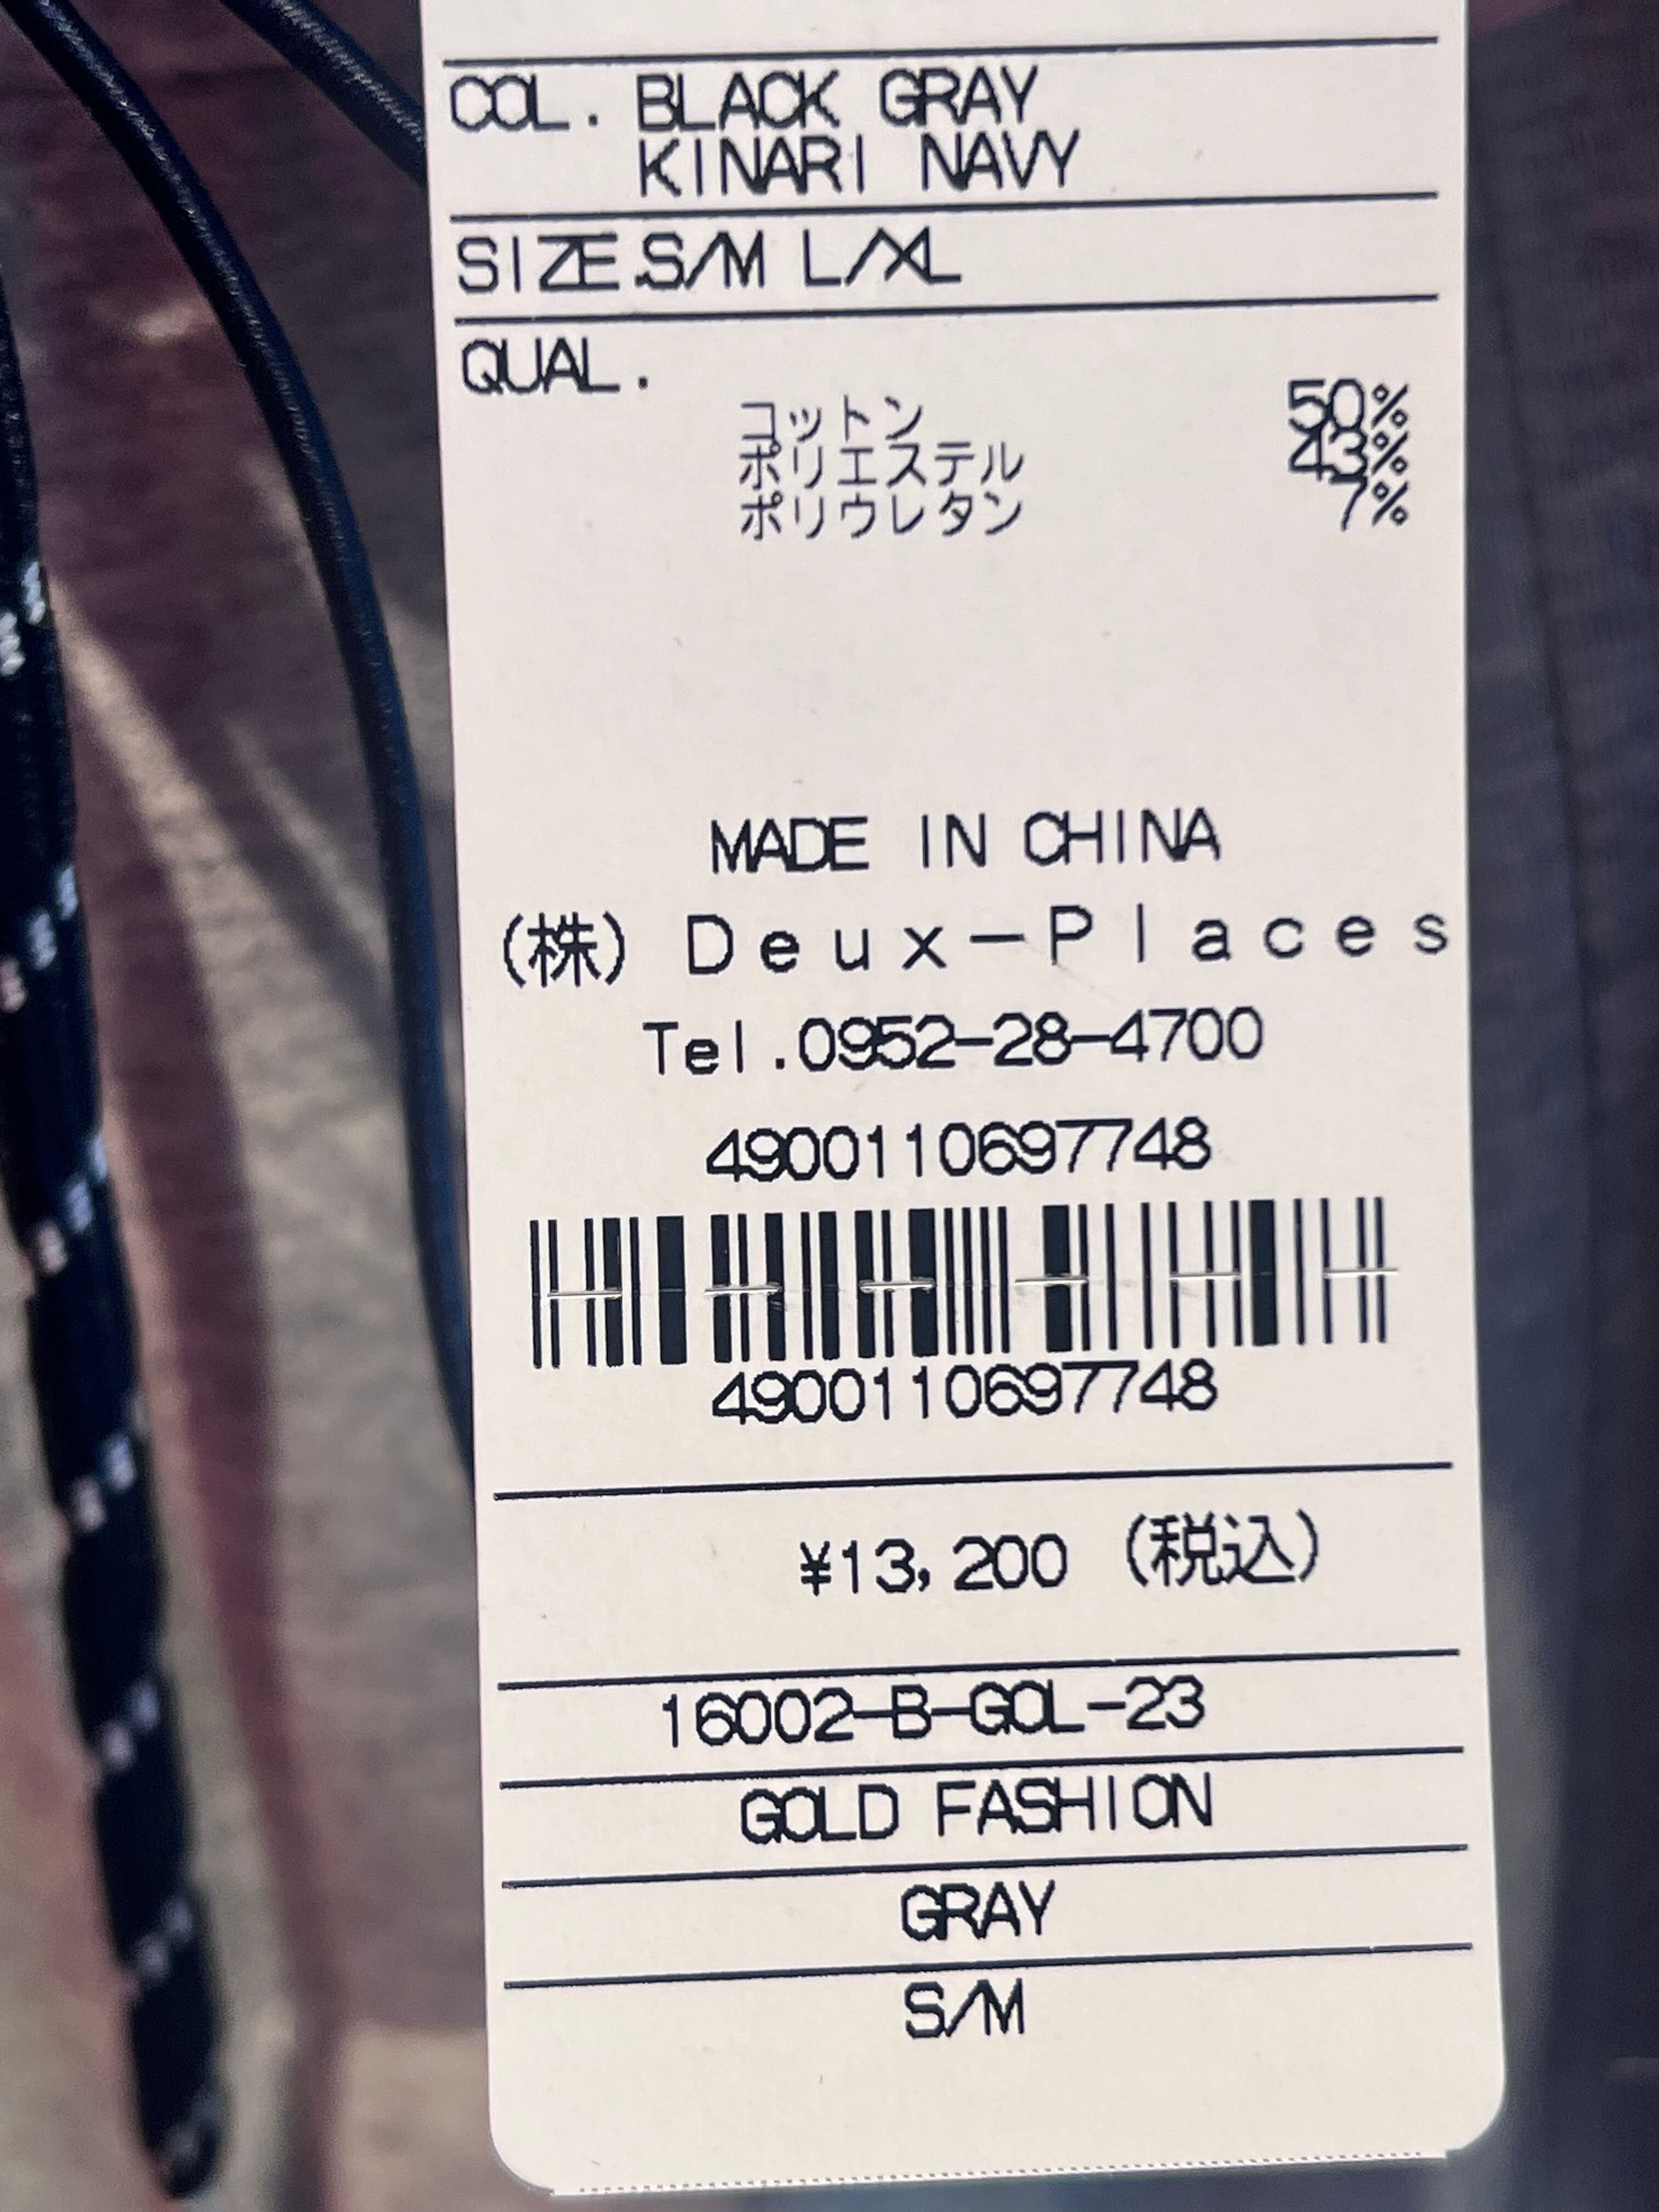 COL. BLACK GRAY
KINARI NAVY
SIZE.S/M L/XL
QUAL.
コットン 50%
ポリエステル 43%
ポリウレタン 7%
MADE IN CHINA
(株) Deux-Places
Tel.0952-28-4700
4900110697748
4900110697748
¥13,200 (税込)
16002-B-GOL-23
GOLD FASHION
GRAY
S/M